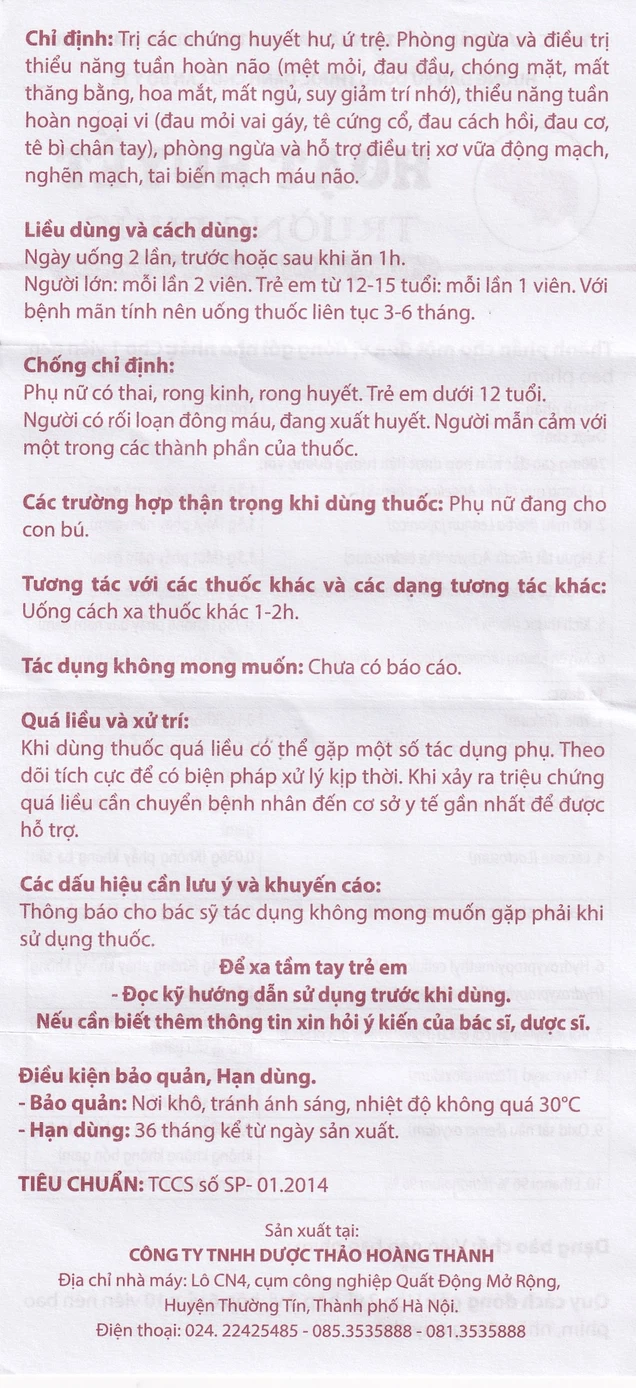 Chỉ định: Trị các chứng huyết hư, ứ trệ. Phòng ngừa và điều trị
thiểu năng tuần hoàn não (mệt mỏi, đau đầu, chóng mặt, mất
thăng bằng, hoa mắt, mất ngủ, suy giảm trí nhớ), thiểu năng tuần
hoàn ngoại vi (đau mỏi vai gáy, tê cứng cổ, đau cách hồi, đau cơ,
tê bì chân tay), phòng ngừa và hỗ trợ điều trị xơ vữa động mạch,
nghẽn mạch, tai biến mạch máu não.
Liều dùng và cách dùng:
Ngày uống 2 lần, trước hoặc sau khi ăn 1h.
Người lớn: mỗi lần 2 viên. Trẻ em từ 12-15 tuổi: mỗi lần 1 viên. Với
bệnh mãn tính nên uống thuốc liên tục 3-6 tháng.
Chống chỉ định:
Phụ nữ có thai, rong kinh, rong huyết. Trẻ em dưới 12 tuổi.
Người có rối loạn đông máu, đang xuất huyết. Người mẫn cảm với
một trong các thành phần của thuốc.
Các trường hợp thận trọng khi dùng thuốc: Phụ nữ đang cho
con bú.
Tương tác với các thuốc khác và các dạng tương tác khác:
Uống cách xa thuốc khác 1-2h.
Tác dụng không mong muốn: Chưa có báo cáo.
Quá liều và xử trí:
Khi dùng thuốc quá liều có thể gặp một số tác dụng phụ. Theo
dõi tích cực để có biện pháp xử lý kịp thời. Khi xảy ra triệu chứng
quá liều cần chuyển bệnh nhân đến cơ sở y tế gần nhất để được
hỗ trợ.
Các dấu hiệu cần lưu ý và khuyến cáo:
Thông báo cho bác sỹ tác dụng không mong muốn gặp phải khi
sử dụng thuốc.
Để xa tầm tay trẻ em
- Đọc kỹ hướng dẫn sử dụng trước khi dùng.
Nếu cần biết thêm thông tin xin hỏi ý kiến của bác sĩ, dược sĩ.
Điều kiện bảo quản, Hạn dùng.
- Bảo quản: Nơi khô, tránh ánh sáng, nhiệt độ không quá 30°C
- Hạn dùng: 36 tháng kể từ ngày sản xuất.
TIÊU CHUẨN: TCCS số SP- 01.2014
Sản xuất tại:
CÔNG TY TNHH DƯỢC THẢO HOÀNG THÀNH
Địa chỉ nhà máy: Lô CN4, cụm công nghiệp Quất Động Mở Rộng,
Huyện Thường Tín, Thành phố Hà Nội.
Điện thoại: 024. 22425485 - 085.3535888 - 081.3535888